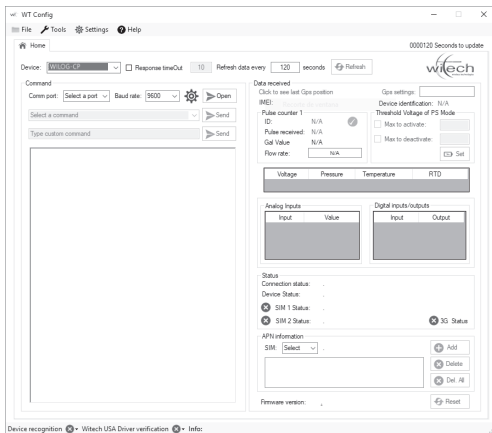 WT Config
File Tools Settings Help
Home
0000120 Seconds to update
Device: WILOG-CP Response timeOut 10 Refresh data every 120 seconds Refresh
witech
Command
Comm port: Select a port Baud rate: 9600 Open
Select a command Send
Type custom command Send
Data received
Click to see last Gps position Gps settings:
IMEI: Device identification: N/A
Pulse counter 1
ID: N/A
Pulse received: N/A
Gal Value N/A
Flow rate: N/A
Threshold Voltage of PS Mode
Max to activate:
Max to deactivate:
Set
Voltage Pressure Temperature RTD
Analog Inputs
Input Value
Digital inputs/outputs
Input Output
Status
Connection status: .
Device Status: .
SIM 1 Status: .
SIM 2 Status: . 3G Status
APN information
SIM: Select . Add
Delete
Del. All
Firmware version: . Reset
Device recognition Witech USA Driver verification Info: